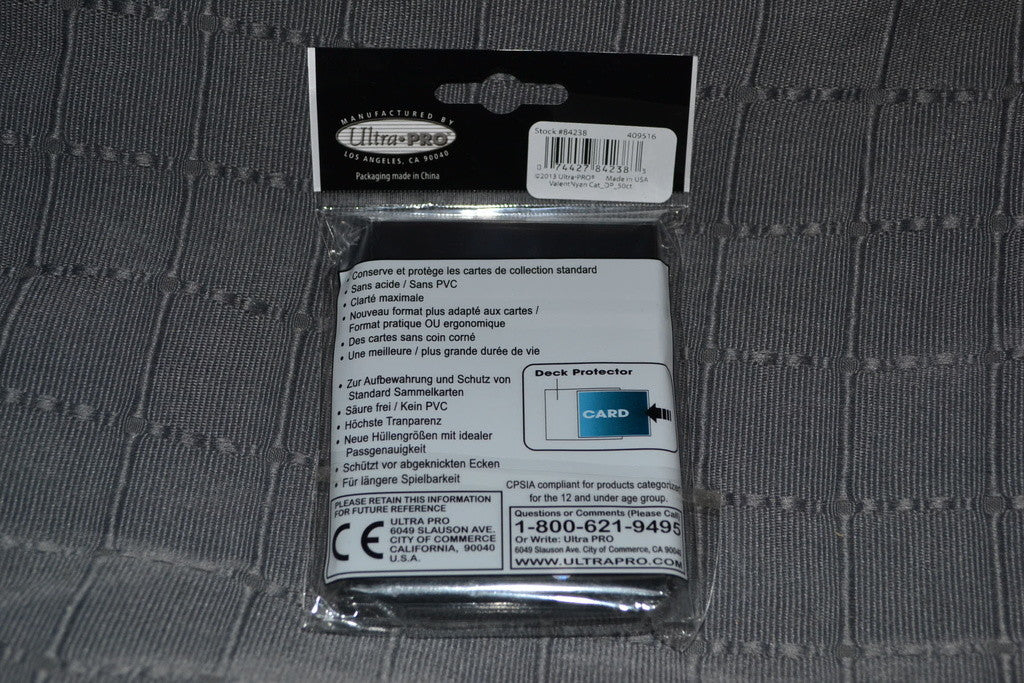 MANUFACTURED BY
Ultra•PRO®
LOS ANGELES, CA 90040
Packaging made in China
Stock #84238 409516
0 74427 84238 3
©2013 Ultra•PRO® Made in USA
ValentNyan Cat_DP_50ct
• Conserve et protège les cartes de collection standard
• Sans acide / Sans PVC
• Clarté maximale
• Nouveau format plus adapté aux cartes /
Format pratique OU ergonomique
• Des cartes sans coin corné
• Une meilleure / plus grande durée de vie
• Zur Aufbewahrung und Schutz von
Standard Sammelkarten
• Säure frei / Kein PVC
• Höchste Tranparenz
• Neue Hüllengrößen mit idealer
Passgenauigkeit
• Schützt vor abgeknickten Ecken
• Für längere Spielbarkeit
Deck Protector
CARD
CPSIA compliant for products categorize
for the 12 and under age group.
PLEASE RETAIN THIS INFORMATION
FOR FUTURE REFERENCE
CE
ULTRA PRO
6049 SLAUSON AVE.
CITY OF COMMERCE
CALIFORNIA, 90040
U.S.A.
Questions or Comments (Please Call)
1-800-621-9495
Or Write: Ultra PRO
6049 Slauson Ave. City of Commerce, CA 90040
WWW.ULTRAPRO.COM